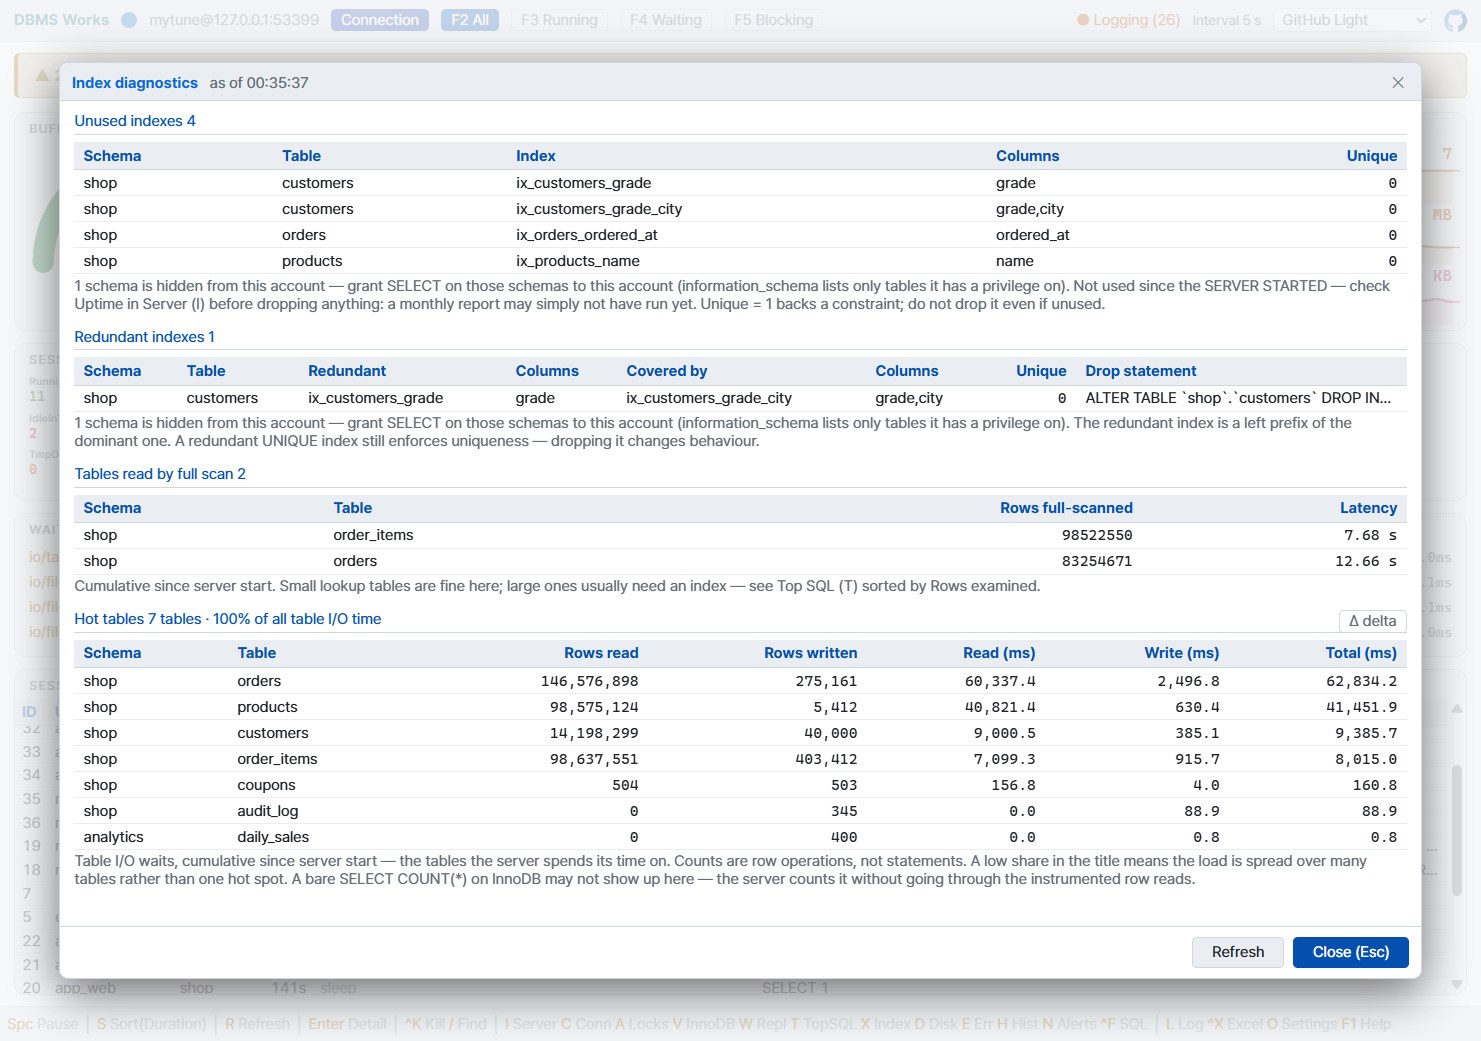 DBMS Works mytune@127.0.0.1:53399 Connection F2 All F3 Running F4 Waiting F5 Blocking Logging (26) Interval 5 s GitHub Light
Index diagnostics as of 00:35:37
Unused indexes 4
Schema Table Index Columns Unique
shop customers ix_customers_grade grade 0
shop customers ix_customers_grade_city grade,city 0
shop orders ix_orders_ordered_at ordered_at 0
shop products ix_products_name name 0
1 schema is hidden from this account — grant SELECT on those schemas to this account (information_schema lists only tables it has a privilege on). Not used since the SERVER STARTED — check
Uptime in Server (I) before dropping anything: a monthly report may simply not have run yet. Unique = 1 backs a constraint; do not drop it even if unused.
Redundant indexes 1
Schema Table Redundant Columns Covered by Columns Unique Drop statement
shop customers ix_customers_grade grade ix_customers_grade_city grade,city 0 ALTER TABLE `shop`.`customers` DROP IN...
1 schema is hidden from this account — grant SELECT on those schemas to this account (information_schema lists only tables it has a privilege on). The redundant index is a left prefix of the
dominant one. A redundant UNIQUE index still enforces uniqueness — dropping it changes behaviour.
Tables read by full scan 2
Schema Table Rows full-scanned Latency
shop order_items 98522550 7.68 s
shop orders 83254671 12.66 s
Cumulative since server start. Small lookup tables are fine here; large ones usually need an index — see Top SQL (T) sorted by Rows examined.
Hot tables 7 tables · 100% of all table I/O time Δ delta
Schema Table Rows read Rows written Read (ms) Write (ms) Total (ms)
shop orders 146,576,898 275,161 60,337.4 2,496.8 62,834.2
shop products 98,575,124 5,412 40,821.4 630.4 41,451.9
shop customers 14,198,299 40,000 9,000.5 385.1 9,385.7
shop order_items 98,637,551 403,412 7,099.3 915.7 8,015.0
shop coupons 504 503 156.8 4.0 160.8
shop audit_log 0 345 0.0 88.9 88.9
analytics daily_sales 0 400 0.0 0.8 0.8
Table I/O waits, cumulative since server start — the tables the server spends its time on. Counts are row operations, not statements. A low share in the title means the load is spread over many
tables rather than one hot spot. A bare SELECT COUNT(*) on InnoDB may not show up here — the server counts it without going through the instrumented row reads.
Refresh Close (Esc)
20 app_web shop 141s sleep SELECT 1
Spc Pause | S Sort(Duration) | R Refresh | Enter Detail | ^K Kill / Find | I Server C Conn A Locks V InnoDB W Repl T TopSQL X Index D Disk E Err H Hist N Alerts ^F SQL | L Log ^X Excel O Settings F1 Help